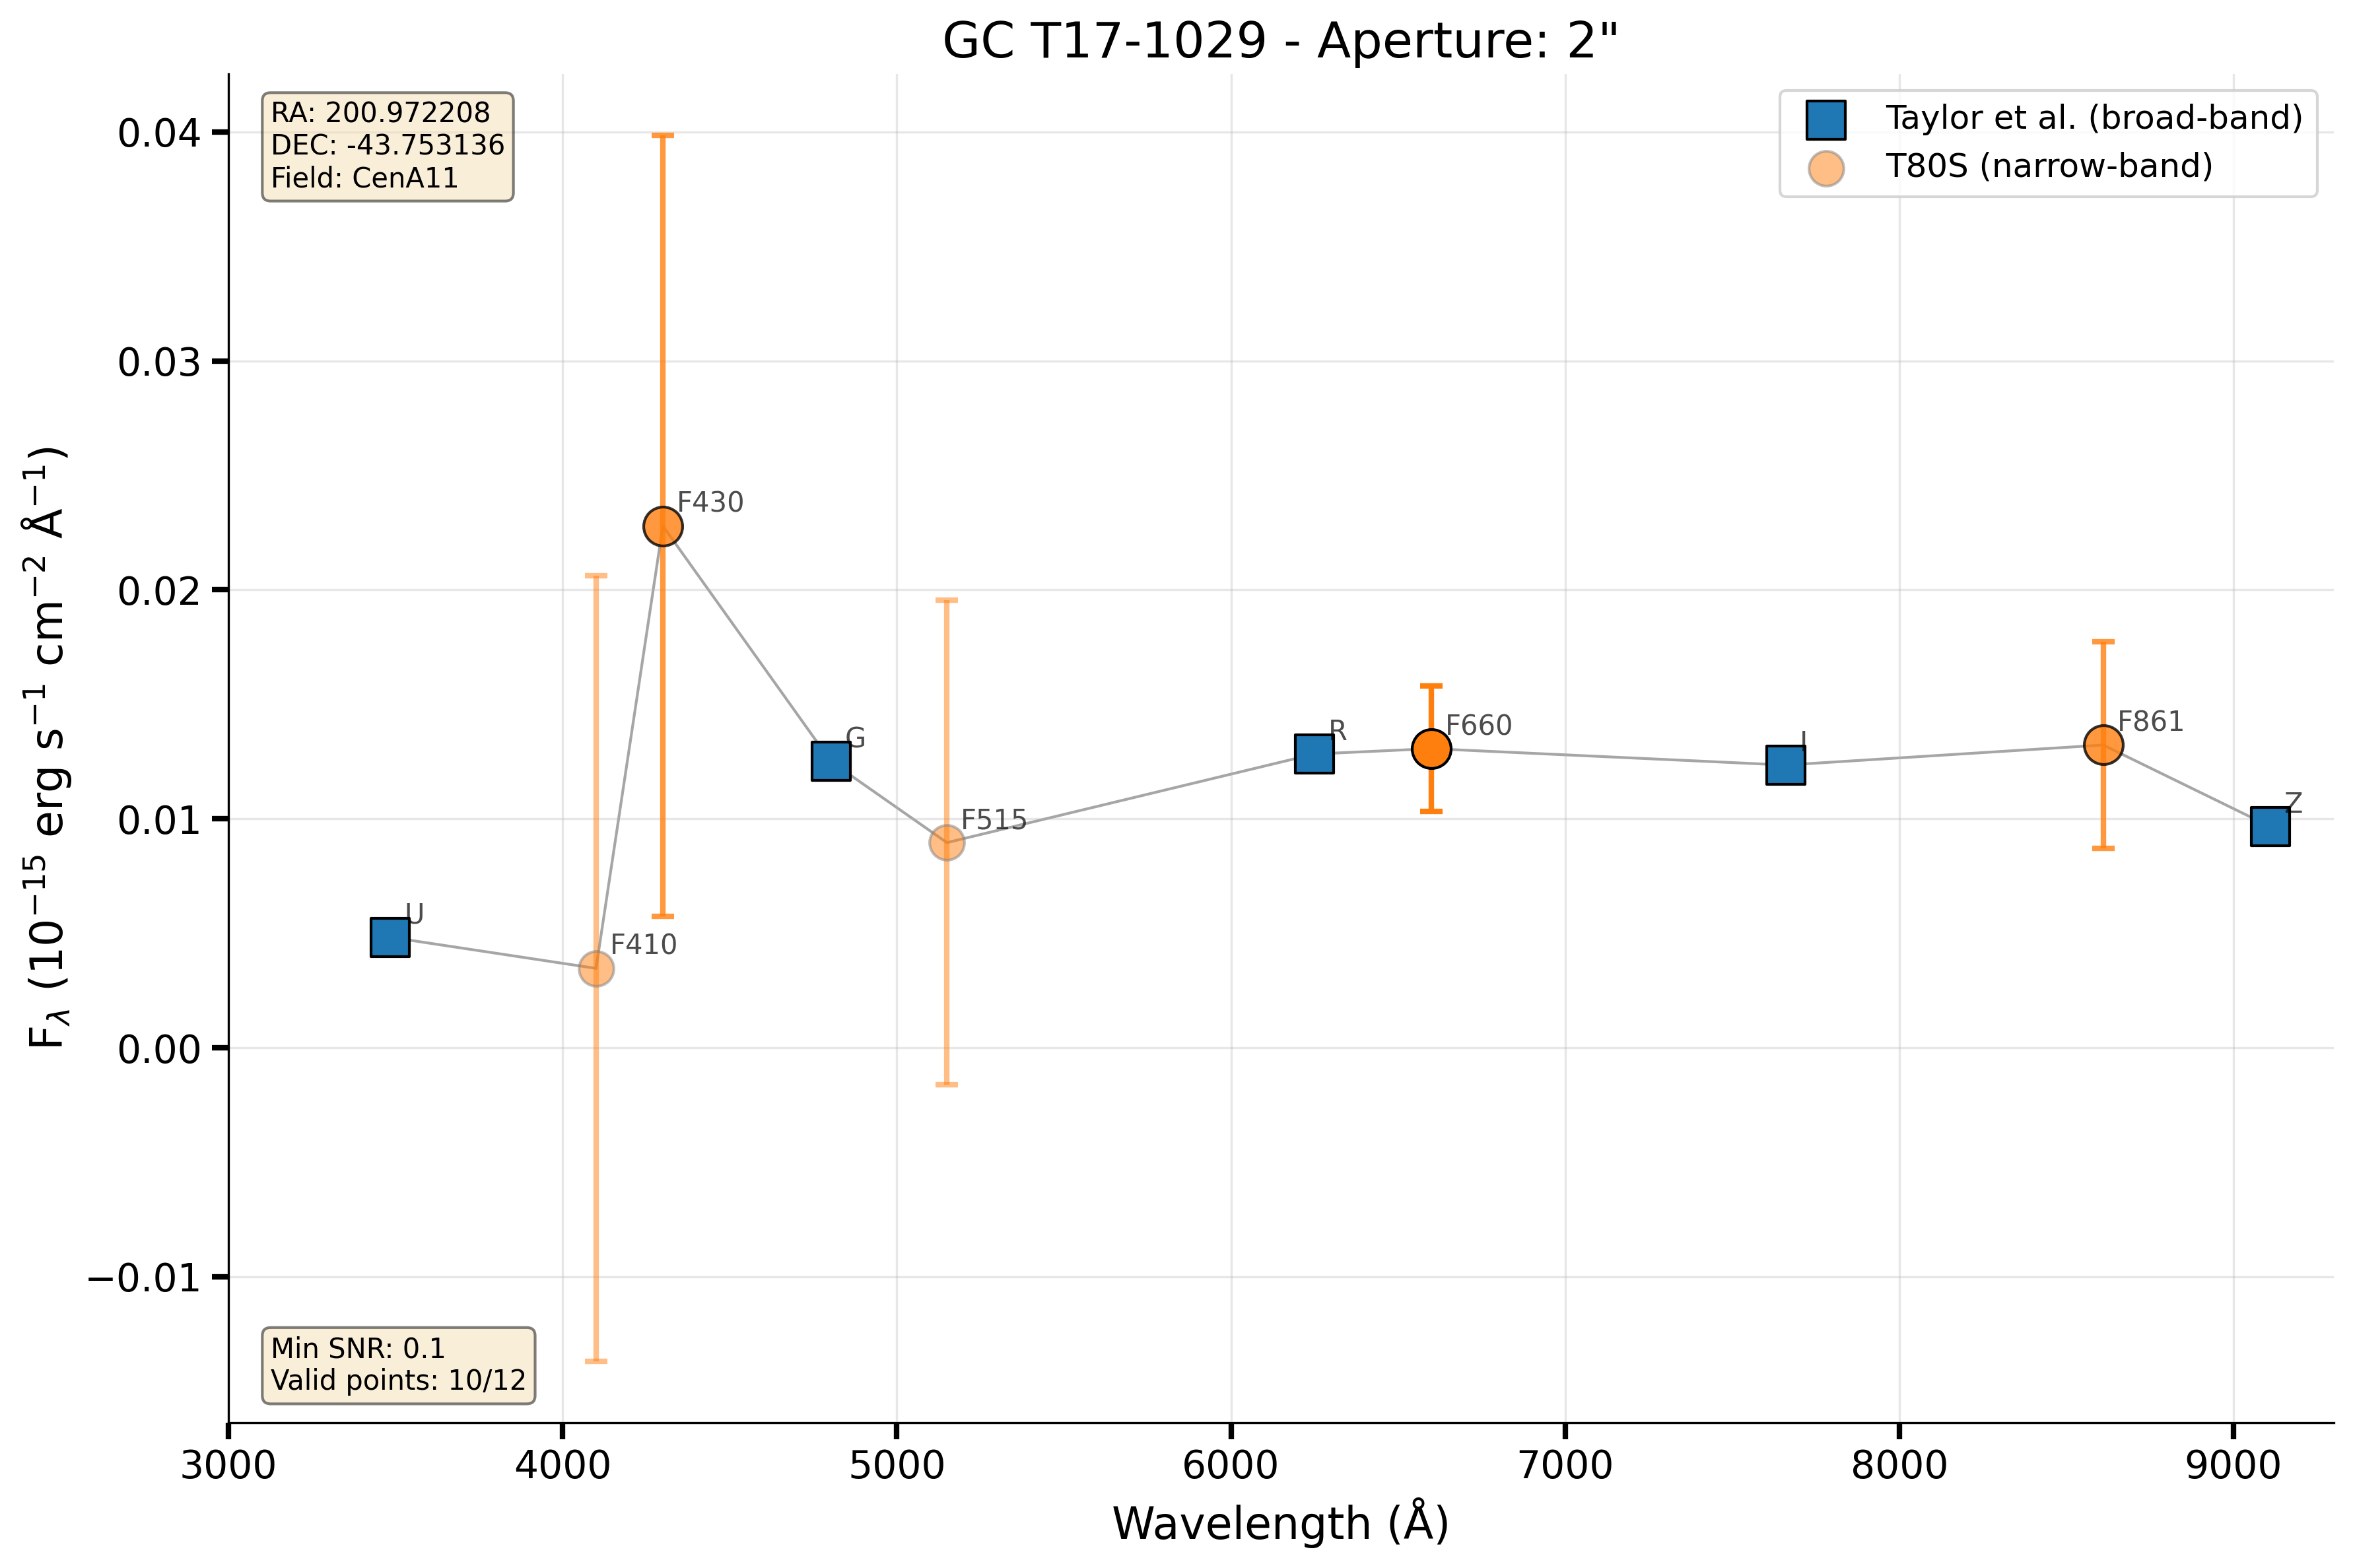 GC T17-1029 - Aperture: 2"
RA: 200.972208
DEC: -43.753136
Field: CenA11
Taylor et al. (broad-band)
T80S (narrow-band)
0.04
0.03
0.02
0.01
0.00
−0.01
F430
G
F515
R
F660
I
F861
Z
U
F410
Min SNR: 0.1
Valid points: 10/12
3000 4000 5000 6000 7000 8000 9000
Wavelength (Å)
F_λ (10⁻¹⁵ erg s⁻¹ cm⁻² Å⁻¹)